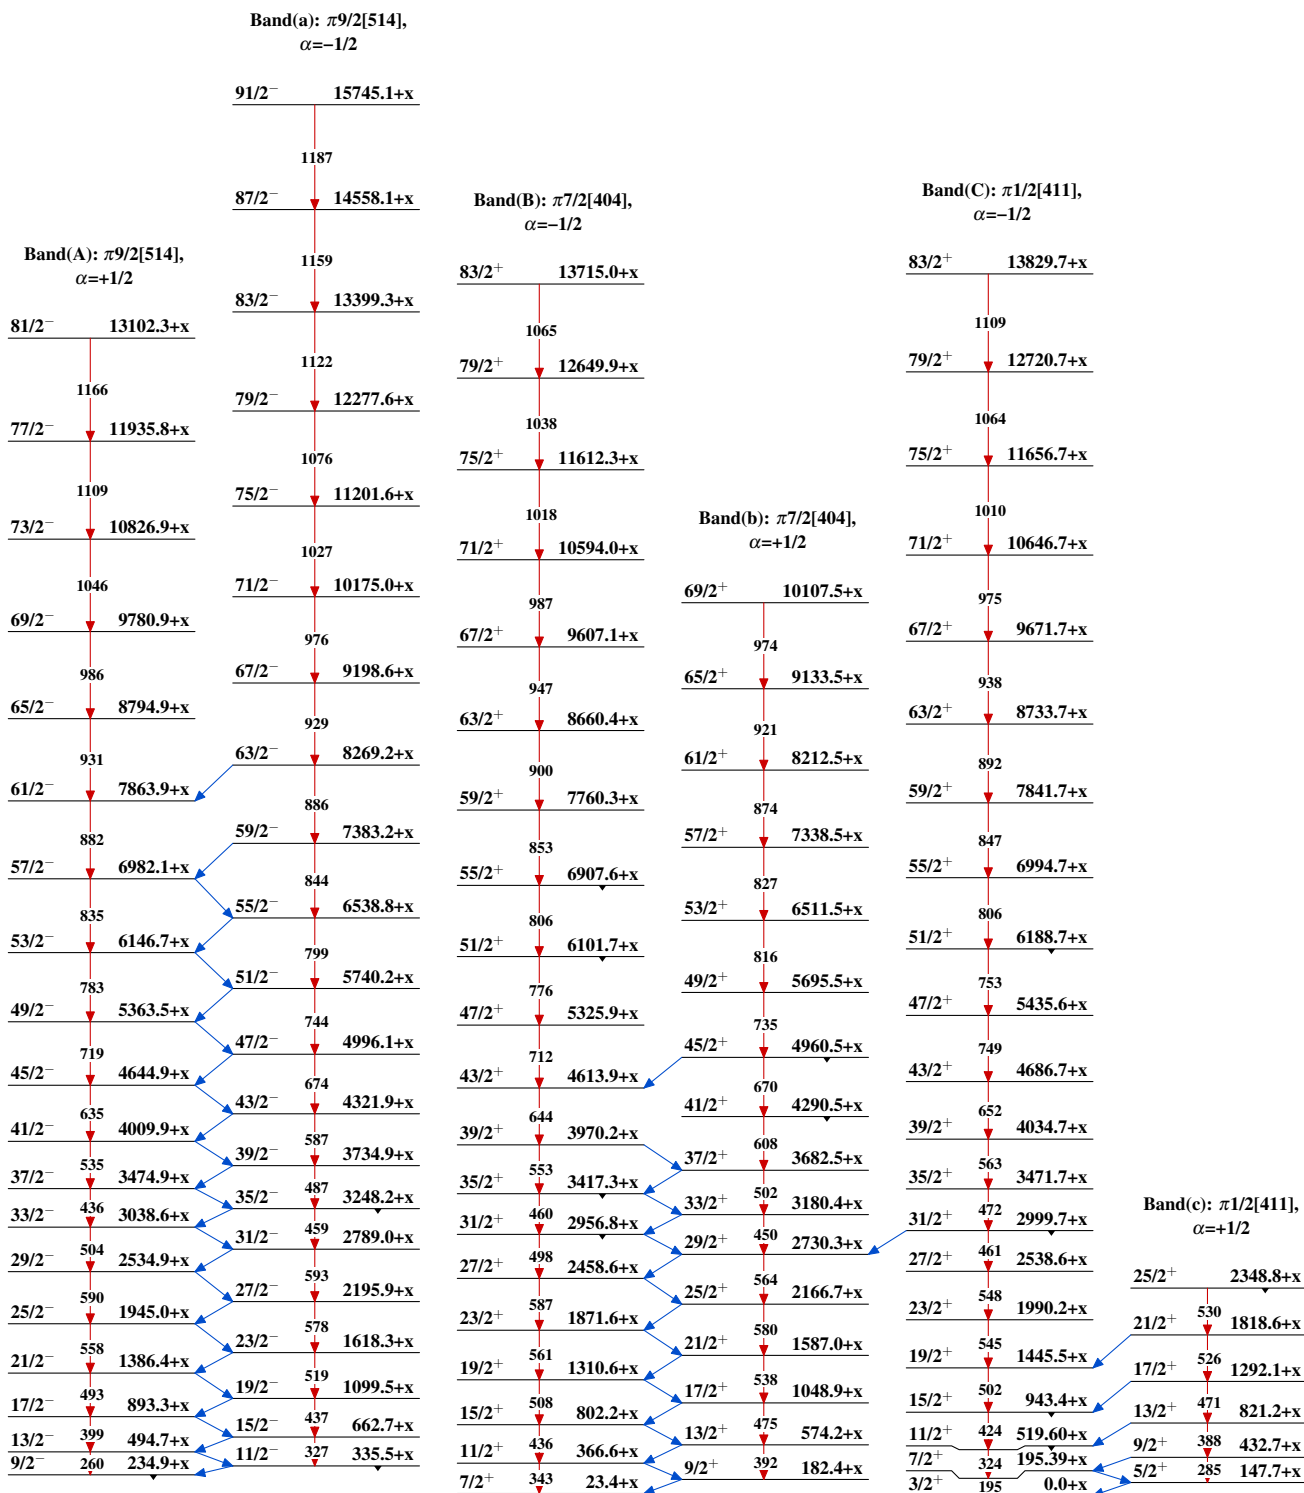 Band(A): π9/2[514],
α=+1/2
81/2− 13102.3+x
1166
77/2− 11935.8+x
1109
73/2− 10826.9+x
1046
69/2− 9780.9+x
986
65/2− 8794.9+x
931
61/2− 7863.9+x
882
57/2− 6982.1+x
835
53/2− 6146.7+x
783
49/2− 5363.5+x
719
45/2− 4644.9+x
635
41/2− 4009.9+x
535
37/2− 3474.9+x
436
33/2− 3038.6+x
504
29/2− 2534.9+x
590
25/2− 1945.0+x
558
21/2− 1386.4+x
493
17/2− 893.3+x
399
13/2− 494.7+x
260
9/2− 234.9+x
Band(a): π9/2[514],
α=−1/2
91/2− 15745.1+x
1187
87/2− 14558.1+x
1159
83/2− 13399.3+x
1122
79/2− 12277.6+x
1076
75/2− 11201.6+x
1027
71/2− 10175.0+x
976
67/2− 9198.6+x
929
63/2− 8269.2+x
886
59/2− 7383.2+x
844
55/2− 6538.8+x
799
51/2− 5740.2+x
744
47/2− 4996.1+x
674
43/2− 4321.9+x
587
39/2− 3734.9+x
487
35/2− 3248.2+x
459
31/2− 2789.0+x
593
27/2− 2195.9+x
578
23/2− 1618.3+x
519
19/2− 1099.5+x
437
15/2− 662.7+x
327
11/2− 335.5+x
Band(B): π7/2[404],
α=−1/2
83/2+ 13715.0+x
1065
79/2+ 12649.9+x
1038
75/2+ 11612.3+x
1018
71/2+ 10594.0+x
987
67/2+ 9607.1+x
947
63/2+ 8660.4+x
900
59/2+ 7760.3+x
853
55/2+ 6907.6+x
806
51/2+ 6101.7+x
776
47/2+ 5325.9+x
712
43/2+ 4613.9+x
644
39/2+ 3970.2+x
553
35/2+ 3417.3+x
460
31/2+ 2956.8+x
498
27/2+ 2458.6+x
587
23/2+ 1871.6+x
561
19/2+ 1310.6+x
508
15/2+ 802.2+x
436
11/2+ 366.6+x
343
7/2+ 23.4+x
Band(b): π7/2[404],
α=+1/2
69/2+ 10107.5+x
974
65/2+ 9133.5+x
921
61/2+ 8212.5+x
874
57/2+ 7338.5+x
827
53/2+ 6511.5+x
816
49/2+ 5695.5+x
735
45/2+ 4960.5+x
670
41/2+ 4290.5+x
608
37/2+ 3682.5+x
502
33/2+ 3180.4+x
450
29/2+ 2730.3+x
564
25/2+ 2166.7+x
580
21/2+ 1587.0+x
538
17/2+ 1048.9+x
475
13/2+ 574.2+x
392
9/2+ 182.4+x
Band(C): π1/2[411],
α=−1/2
83/2+ 13829.7+x
1109
79/2+ 12720.7+x
1064
75/2+ 11656.7+x
1010
71/2+ 10646.7+x
975
67/2+ 9671.7+x
938
63/2+ 8733.7+x
892
59/2+ 7841.7+x
847
55/2+ 6994.7+x
806
51/2+ 6188.7+x
753
47/2+ 5435.6+x
749
43/2+ 4686.7+x
652
39/2+ 4034.7+x
563
35/2+ 3471.7+x
472
31/2+ 2999.7+x
461
27/2+ 2538.6+x
548
23/2+ 1990.2+x
545
19/2+ 1445.5+x
502
15/2+ 943.4+x
424
11/2+ 519.60+x
324
7/2+ 195.39+x
195
3/2+ 0.0+x
Band(c): π1/2[411],
α=+1/2
25/2+ 2348.8+x
530
21/2+ 1818.6+x
526
17/2+ 1292.1+x
471
13/2+ 821.2+x
388
9/2+ 432.7+x
285
5/2+ 147.7+x